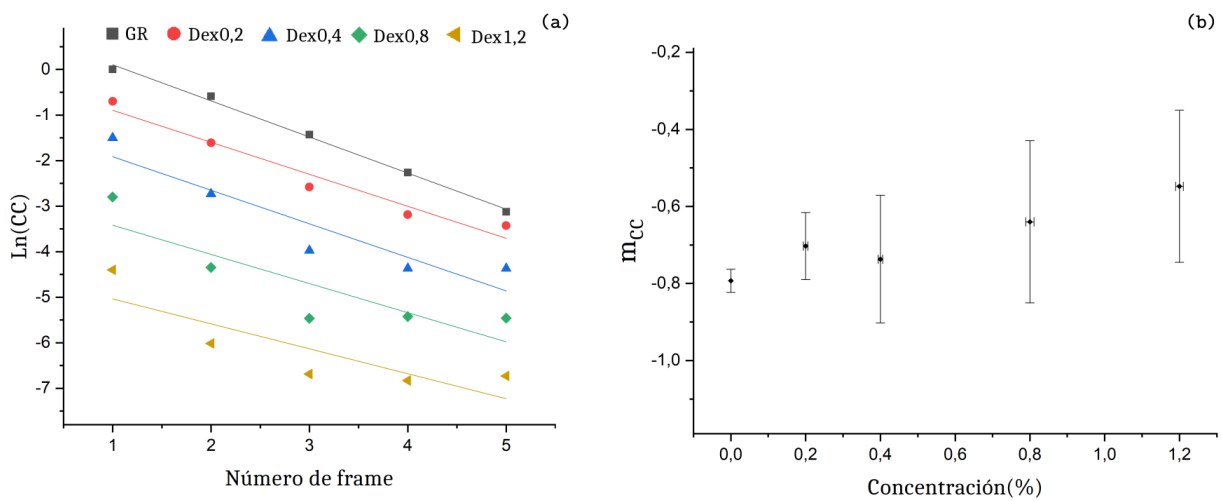 (a)
GR Dex0,2 Dex0,4 Dex0,8 Dex1,2
Ln(CC)
0
-1
-2
-3
-4
-5
-6
-7
1 2 3 4 5
Número de frame
(b)
m_CC
-0,2
-0,4
-0,6
-0,8
-1,0
0,0 0,2 0,4 0,6 0,8 1,0 1,2
Concentración(%)